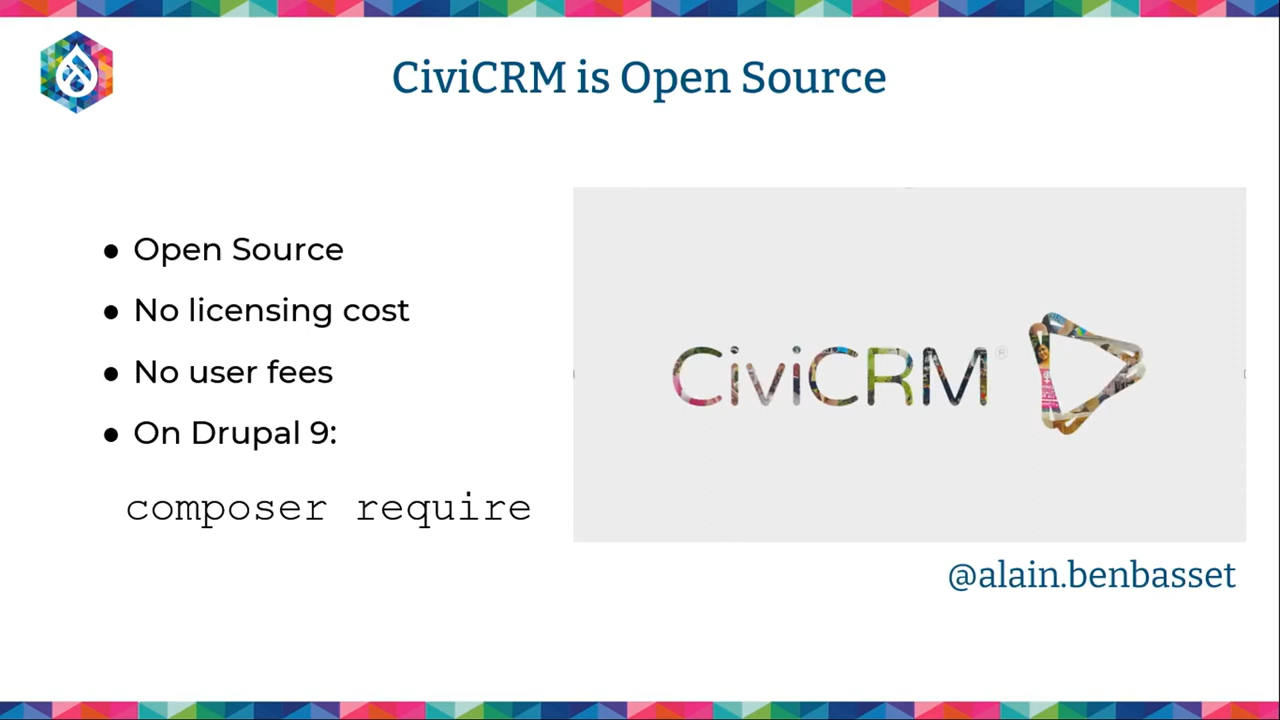 CiviCRM is Open Source
● Open Source
● No licensing cost
● No user fees
● On Drupal 9:
composer require
CiviCRM®
@alain.benbasset